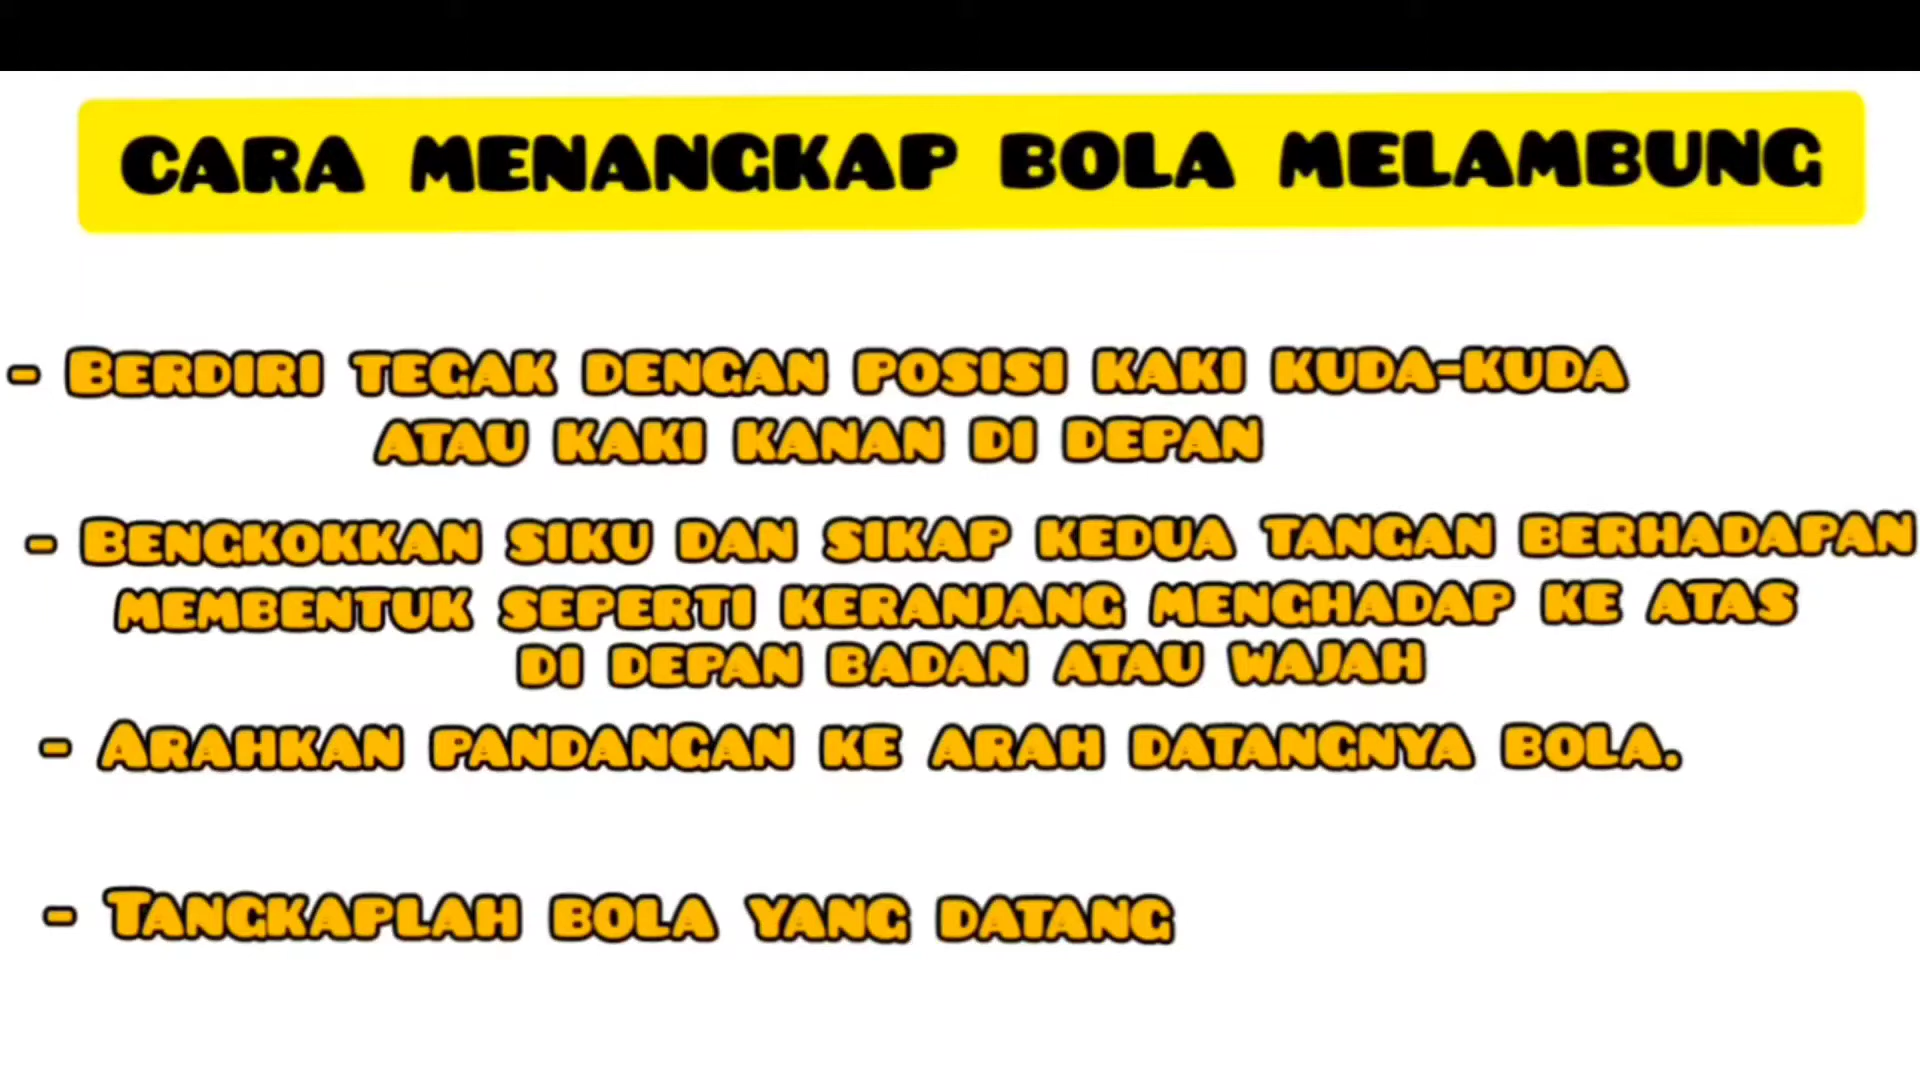 CARA MENANGKAP BOLA MELAMBUNG
- BERDIRI TEGAK DENGAN POSISI KAKI KUDA-KUDA
ATAU KAKI KANAN DI DEPAN
- BENGKOKKAN SIKU DAN SIKAP KEDUA TANGAN BERHADAPAN
MEMBENTUK SEPERTI KERANJANG MENGHADAP KE ATAS
DI DEPAN BADAN ATAU WAJAH
- ARAHKAN PANDANGAN KE ARAH DATANGNYA BOLA.
- TANGKAPLAH BOLA YANG DATANG